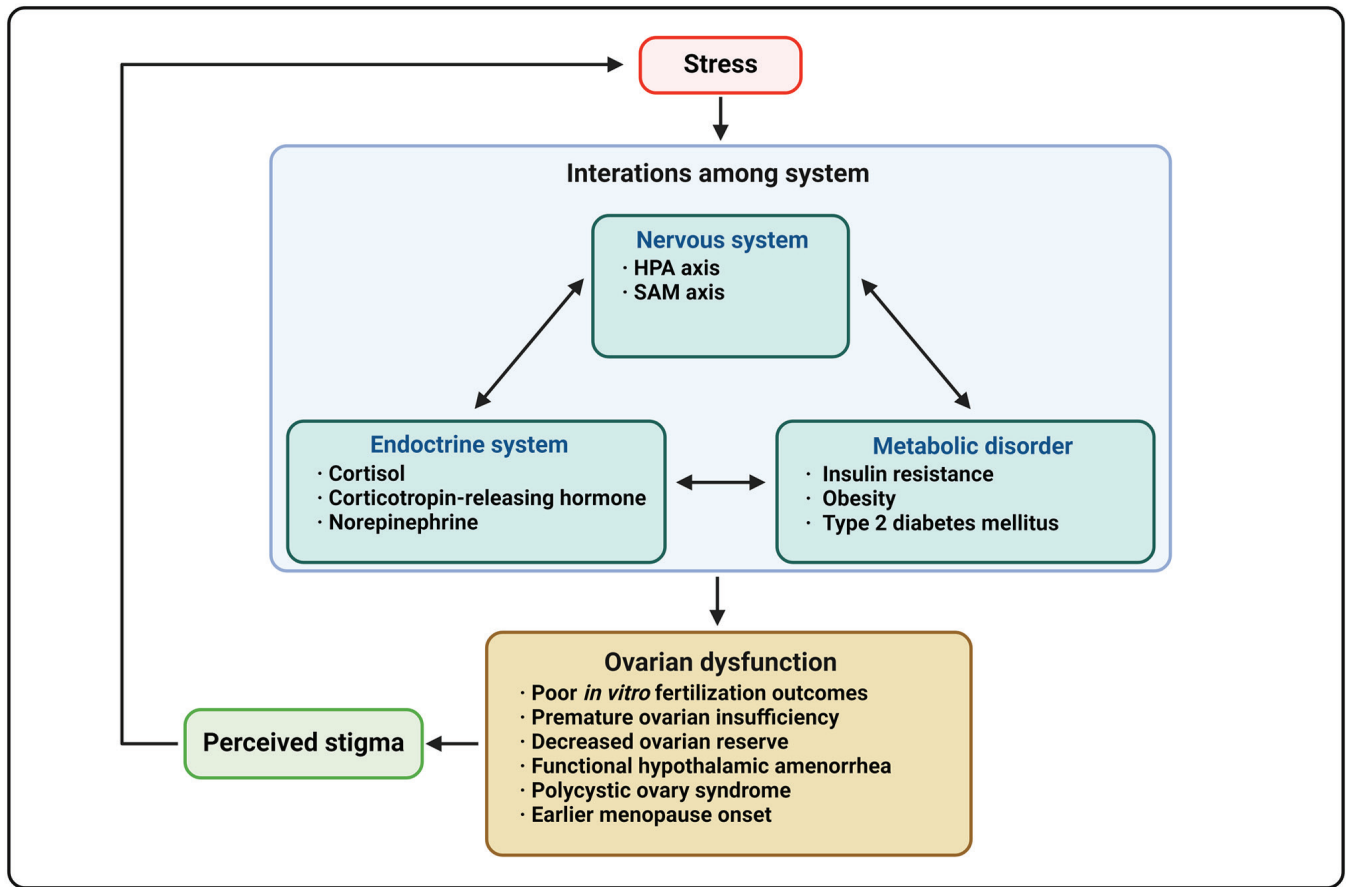 Stress
Interations among system
Nervous system
· HPA axis
· SAM axis
Endoctrine system
· Cortisol
· Corticotropin-releasing hormone
· Norepinephrine
Metabolic disorder
· Insulin resistance
· Obesity
· Type 2 diabetes mellitus
Ovarian dysfunction
· Poor in vitro fertilization outcomes
· Premature ovarian insufficiency
· Decreased ovarian reserve
· Functional hypothalamic amenorrhea
· Polycystic ovary syndrome
· Earlier menopause onset
Perceived stigma